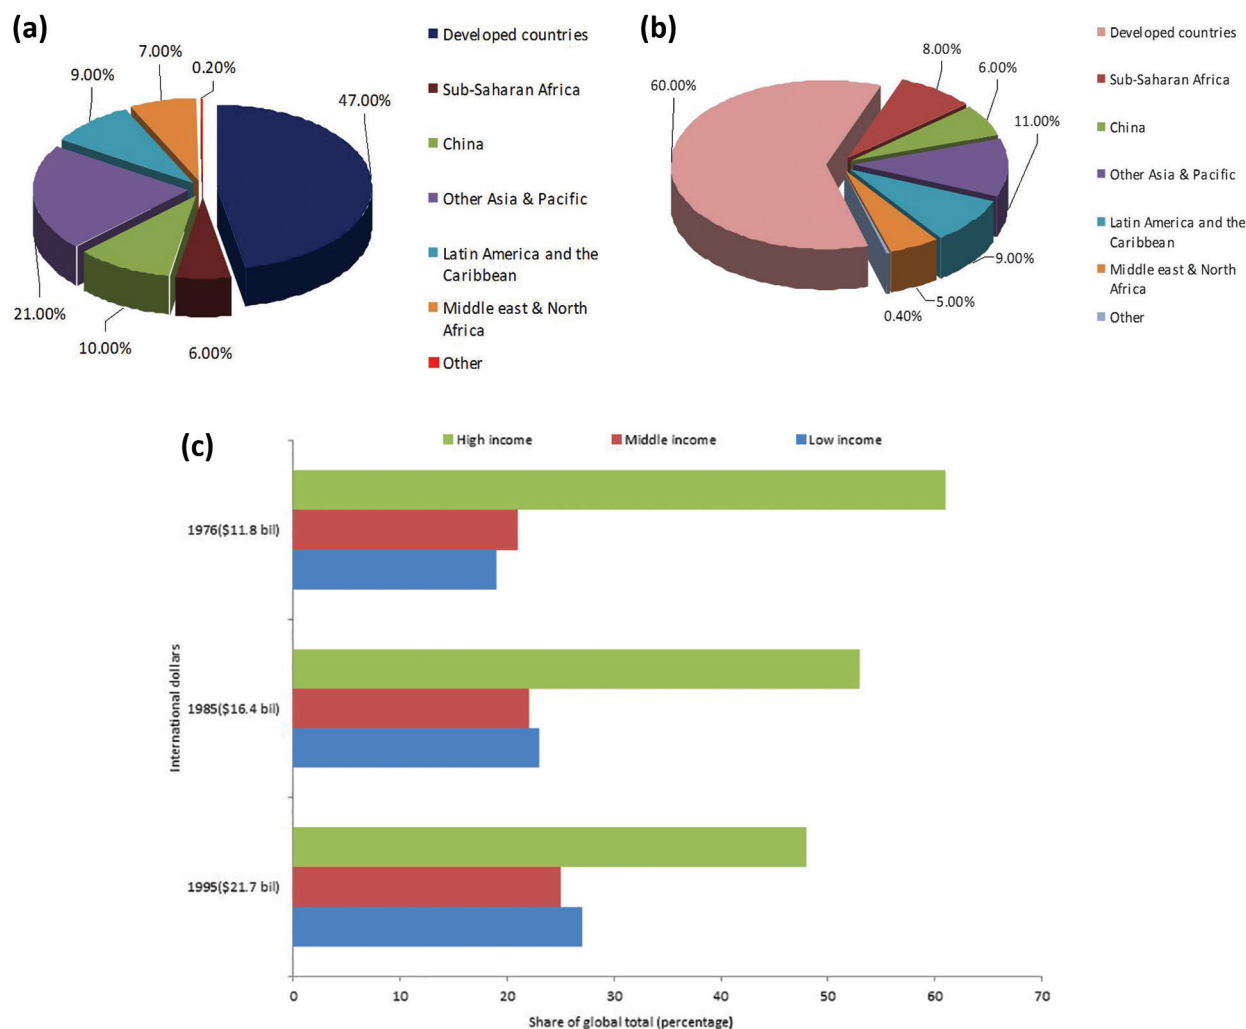 (a)
7.00%
0.20%
9.00%
47.00%
21.00%
10.00%
6.00%
Developed countries
Sub-Saharan Africa
China
Other Asia & Pacific
Latin America and the
Caribbean
Middle east & North
Africa
Other
(b)
8.00%
60.00%
6.00%
11.00%
9.00%
5.00%
0.40%
Developed countries
Sub-Saharan Africa
China
Other Asia & Pacific
Latin America and the
Caribbean
Middle east & North
Africa
Other
(c)
High income
Middle income
Low income
1976($11.8 bil)
1985($16.4 bil)
1995($21.7 bil)
International dollars
0 10 20 30 40 50 60 70
Share of global total (percentage)